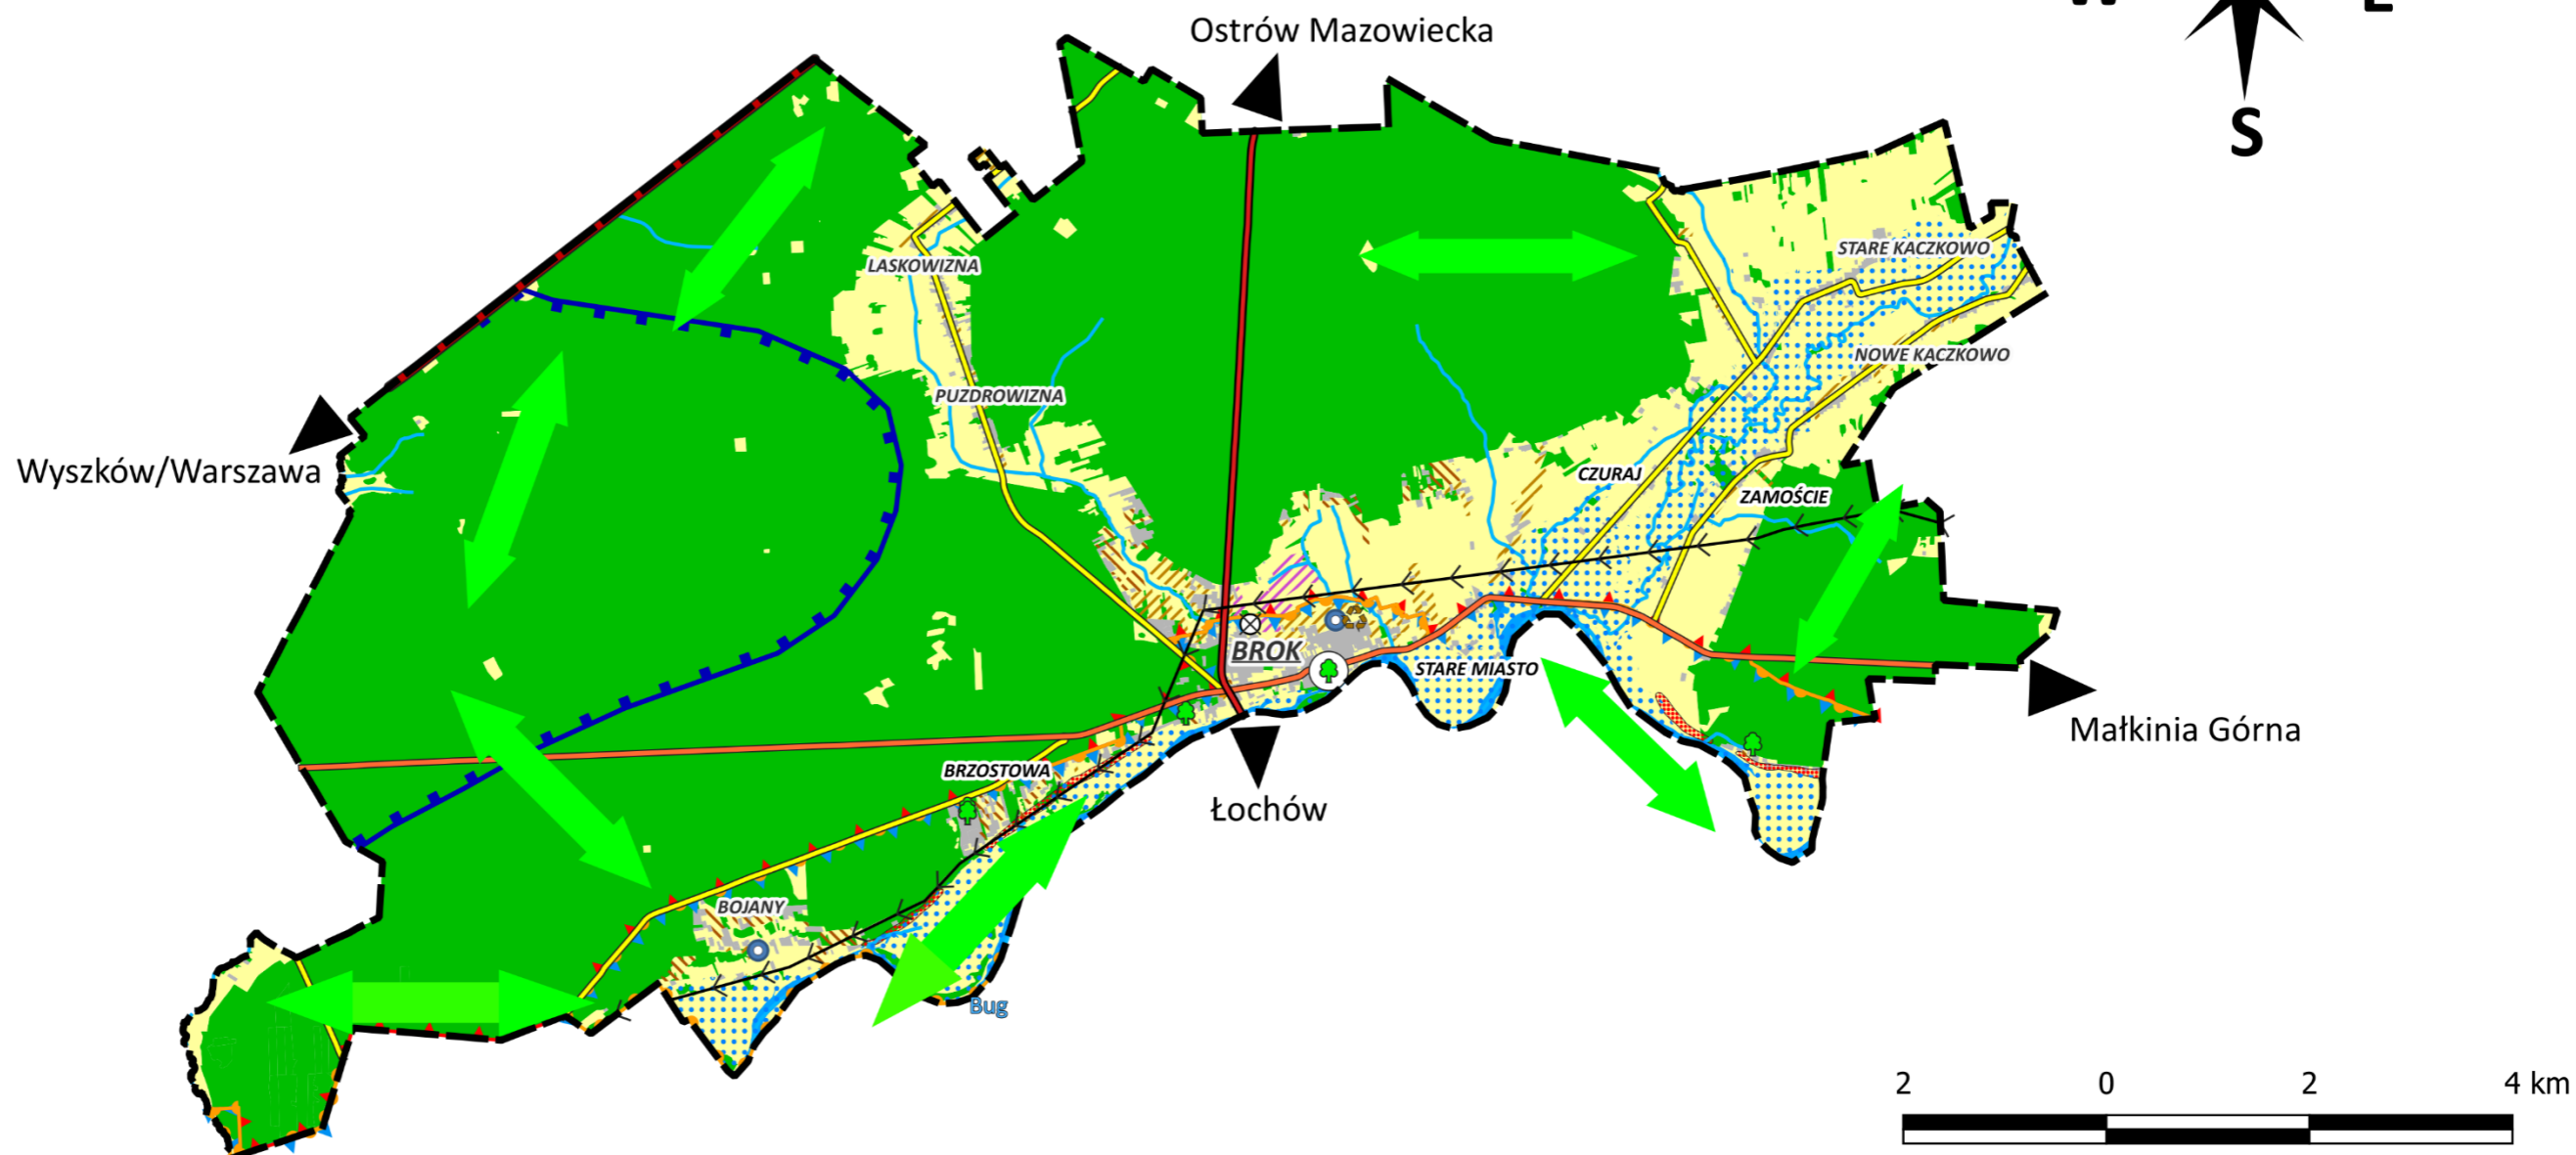 Ostrów Mazowiecka
E
S
STARE KACZKOWO
LASKOWIZNA
NOWE KACZKOWO
PUZDROWIZNA
Wyszków/Warszawa
CZURAJ
ZAMOŚCIE
BROK
STARE MIASTO
Małkinia Górna
BRZOSTOWA
Łochów
BOJANY
Bug
2 0 2 4 km